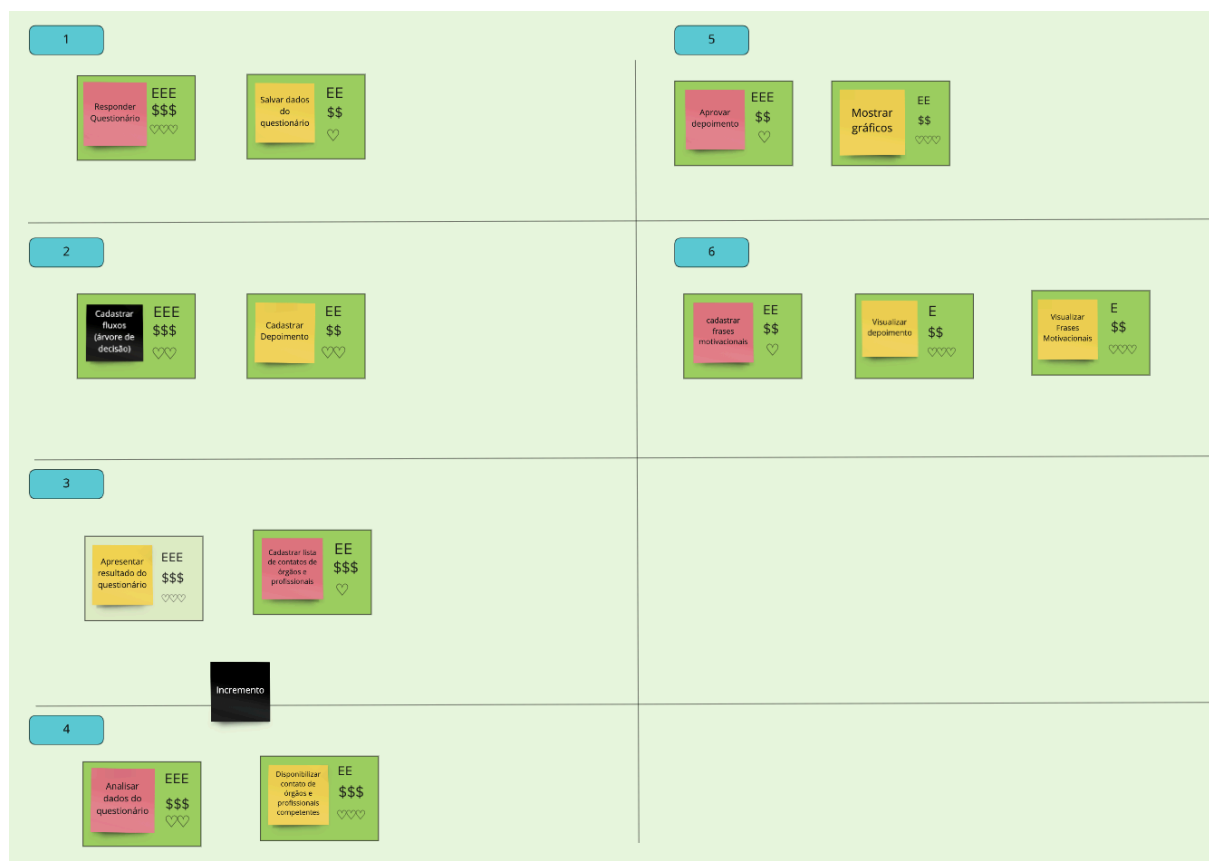 1
Responder
Questionário
EEE
$$$
♡♡♡
Salvar dados
do
questionário
EE
$$
♡
2
Cadastrar
fluxos
(árvore de
decisão)
EEE
$$$
♡♡
Cadastrar
Depoimento
EE
$$
♡♡
3
Apresentar
resultado do
questionário
EEE
$$$
♡♡♡
Cadastrar lista
de contatos de
órgãos e
profissionais
EE
$$$
♡
Incremento
4
Analisar
dados do
questionário
EEE
$$$
♡♡
Disponibilizar
contato de
órgãos e
profissionais
competentes
EE
$$$
♡♡♡
5
Aprovar
depoimento
EEE
$$
♡
Mostrar
gráficos
EE
$$
♡♡♡
6
cadastrar
frases
motivacionais
EE
$$
♡
Visualizar
depoimento
E
$$
♡♡♡
Visualizar
Frases
Motivacionais
E
$$
♡♡♡